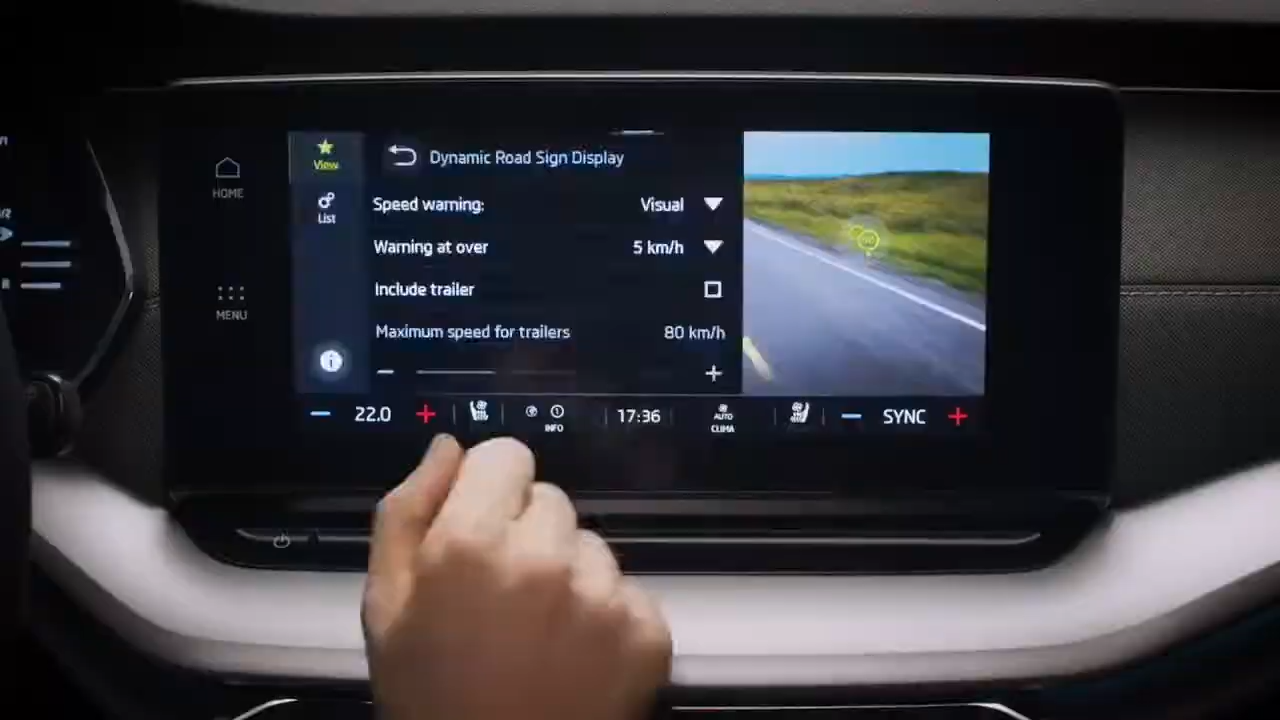 View
Dynamic Road Sign Display
HOME
List
Speed warning: Visual
Warning at over 5 km/h
Include trailer
MENU
Maximum speed for trailers 80 km/h
− +
− 22.0 + INFO 17:36 AUTO CLIMA − SYNC +